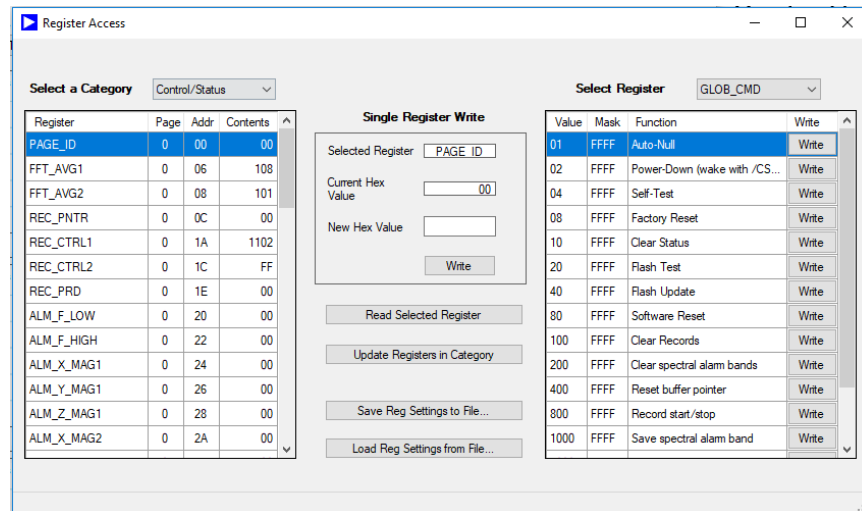 Register Access
Select a Category Control/Status
Select Register GLOB_CMD
Register Page Addr Contents
PAGE_ID 0 00 00
FFT_AVG1 0 06 108
FFT_AVG2 0 08 101
REC_PNTR 0 0C 00
REC_CTRL1 0 1A 1102
REC_CTRL2 0 1C FF
REC_PRD 0 1E 00
ALM_F_LOW 0 20 00
ALM_F_HIGH 0 22 00
ALM_X_MAG1 0 24 00
ALM_Y_MAG1 0 26 00
ALM_Z_MAG1 0 28 00
ALM_X_MAG2 0 2A 00
Single Register Write
Selected Register PAGE_ID
Current Hex
Value 00
New Hex Value
Write
Read Selected Register
Update Registers in Category
Save Reg Settings to File...
Load Reg Settings from File...
Value Mask Function Write
01 FFFF Auto-Null Write
02 FFFF Power-Down (wake with /CS... Write
04 FFFF Self-Test Write
08 FFFF Factory Reset Write
10 FFFF Clear Status Write
20 FFFF Flash Test Write
40 FFFF Flash Update Write
80 FFFF Software Reset Write
100 FFFF Clear Records Write
200 FFFF Clear spectral alarm bands Write
400 FFFF Reset buffer pointer Write
800 FFFF Record start/stop Write
1000 FFFF Save spectral alarm band Write